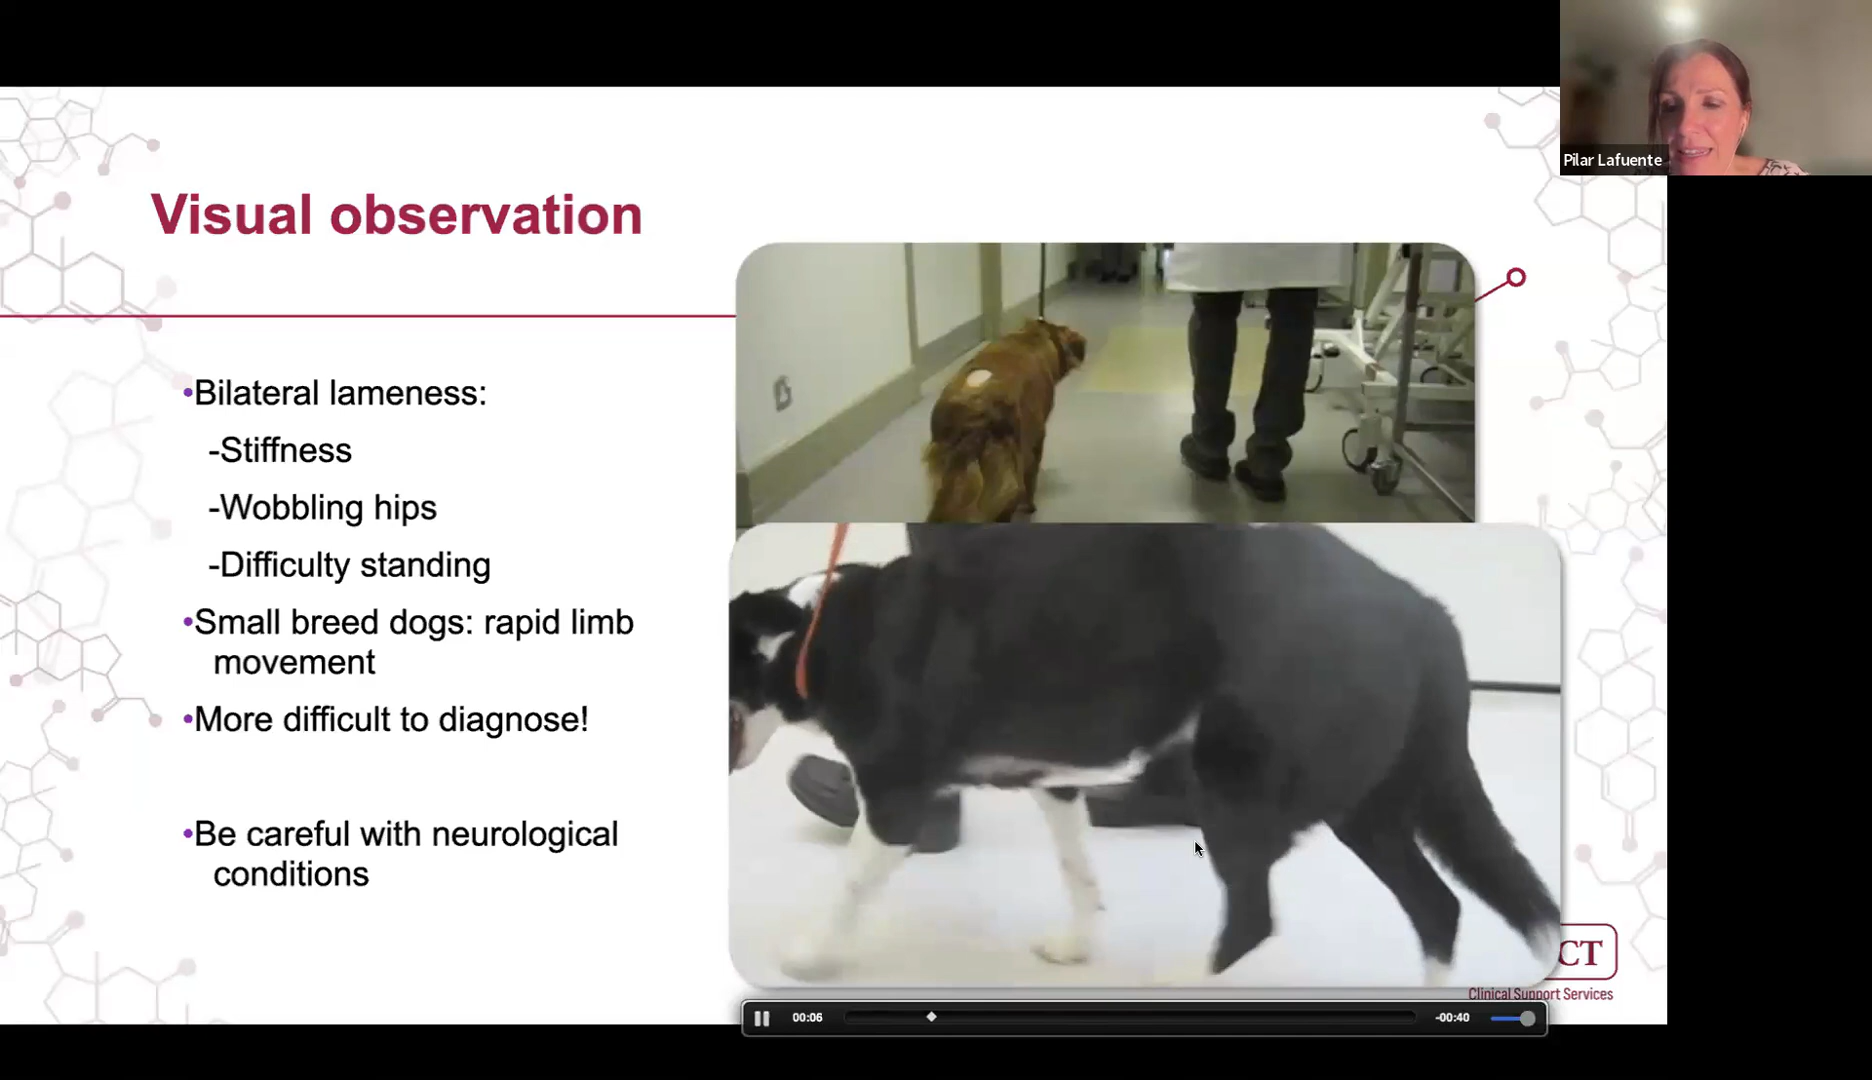 Pilar Lafuente
Visual observation
•Bilateral lameness:
-Stiffness
-Wobbling hips
-Difficulty standing
•Small breed dogs: rapid limb
movement
•More difficult to diagnose!
•Be careful with neurological
conditions
CT
Clinical Support Services
00:06
-00:40